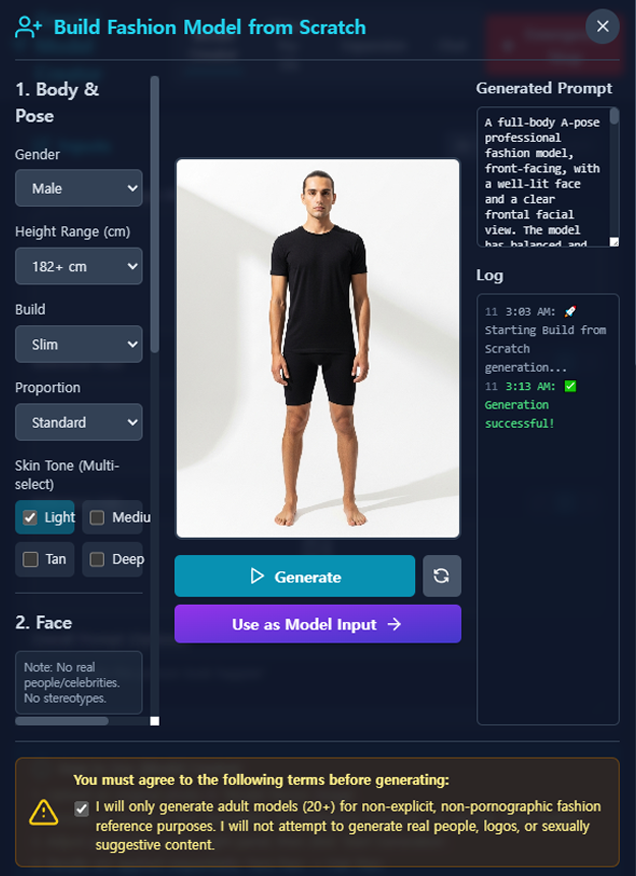 Build Fashion Model from Scratch
1. Body &
Pose
Gender
Male
Height Range (cm)
182+ cm
Build
Slim
Proportion
Standard
Skin Tone (Multi-
select)
Light
Mediu
Tan
Deep
2. Face
Note: No real
people/celebrities.
No stereotypes.
Generate
Use as Model Input →
Generated Prompt
A full-body A-pose
professional
fashion model,
front-facing, with
a well-lit face
and a clear
frontal facial
view. The model
has balanced and
Log
11 3:03 AM: 🚀
Starting Build from
Scratch
generation...
11 3:13 AM: ✅
Generation
successful!
You must agree to the following terms before generating:
I will only generate adult models (20+) for non-explicit, non-pornographic fashion
reference purposes. I will not attempt to generate real people, logos, or sexually
suggestive content.